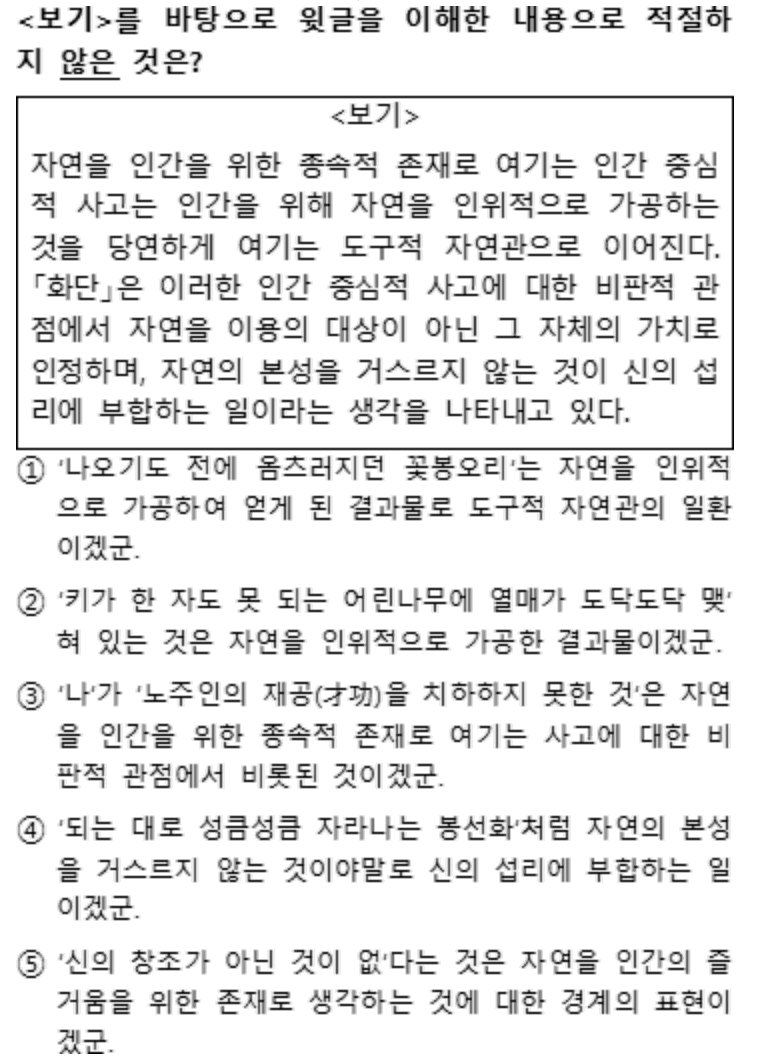 <보기>를 바탕으로 윗글을 이해한 내용으로 적절하
지 않은 것은?
<보기>
자연을 인간을 위한 종속적 존재로 여기는 인간 중심
적 사고는 인간을 위해 자연을 인위적으로 가공하는
것을 당연하게 여기는 도구적 자연관으로 이어진다.
「화단」은 이러한 인간 중심적 사고에 대한 비판적 관
점에서 자연을 이용의 대상이 아닌 그 자체의 가치로
인정하며, 자연의 본성을 거스르지 않는 것이 신의 섭
리에 부합하는 일이라는 생각을 나타내고 있다.
① '나오기도 전에 옴츠러지던 꽃봉오리'는 자연을 인위적
으로 가공하여 얻게 된 결과물로 도구적 자연관의 일환
이겠군.
② '키가 한 자도 못 되는 어린나무에 열매가 도닥도닥 맺'
혀 있는 것은 자연을 인위적으로 가공한 결과물이겠군.
③ '나'가 '노주인의 재공(才功)을 치하하지 못한 것'은 자연
을 인간을 위한 종속적 존재로 여기는 사고에 대한 비
판적 관점에서 비롯된 것이겠군.
④ '되는 대로 성큼성큼 자라나는 봉선화'처럼 자연의 본성
을 거스르지 않는 것이야말로 신의 섭리에 부합하는 일
이겠군.
⑤ '신의 창조가 아닌 것이 없'다는 것은 자연을 인간의 즐
거움을 위한 존재로 생각하는 것에 대한 경계의 표현이
겠군.